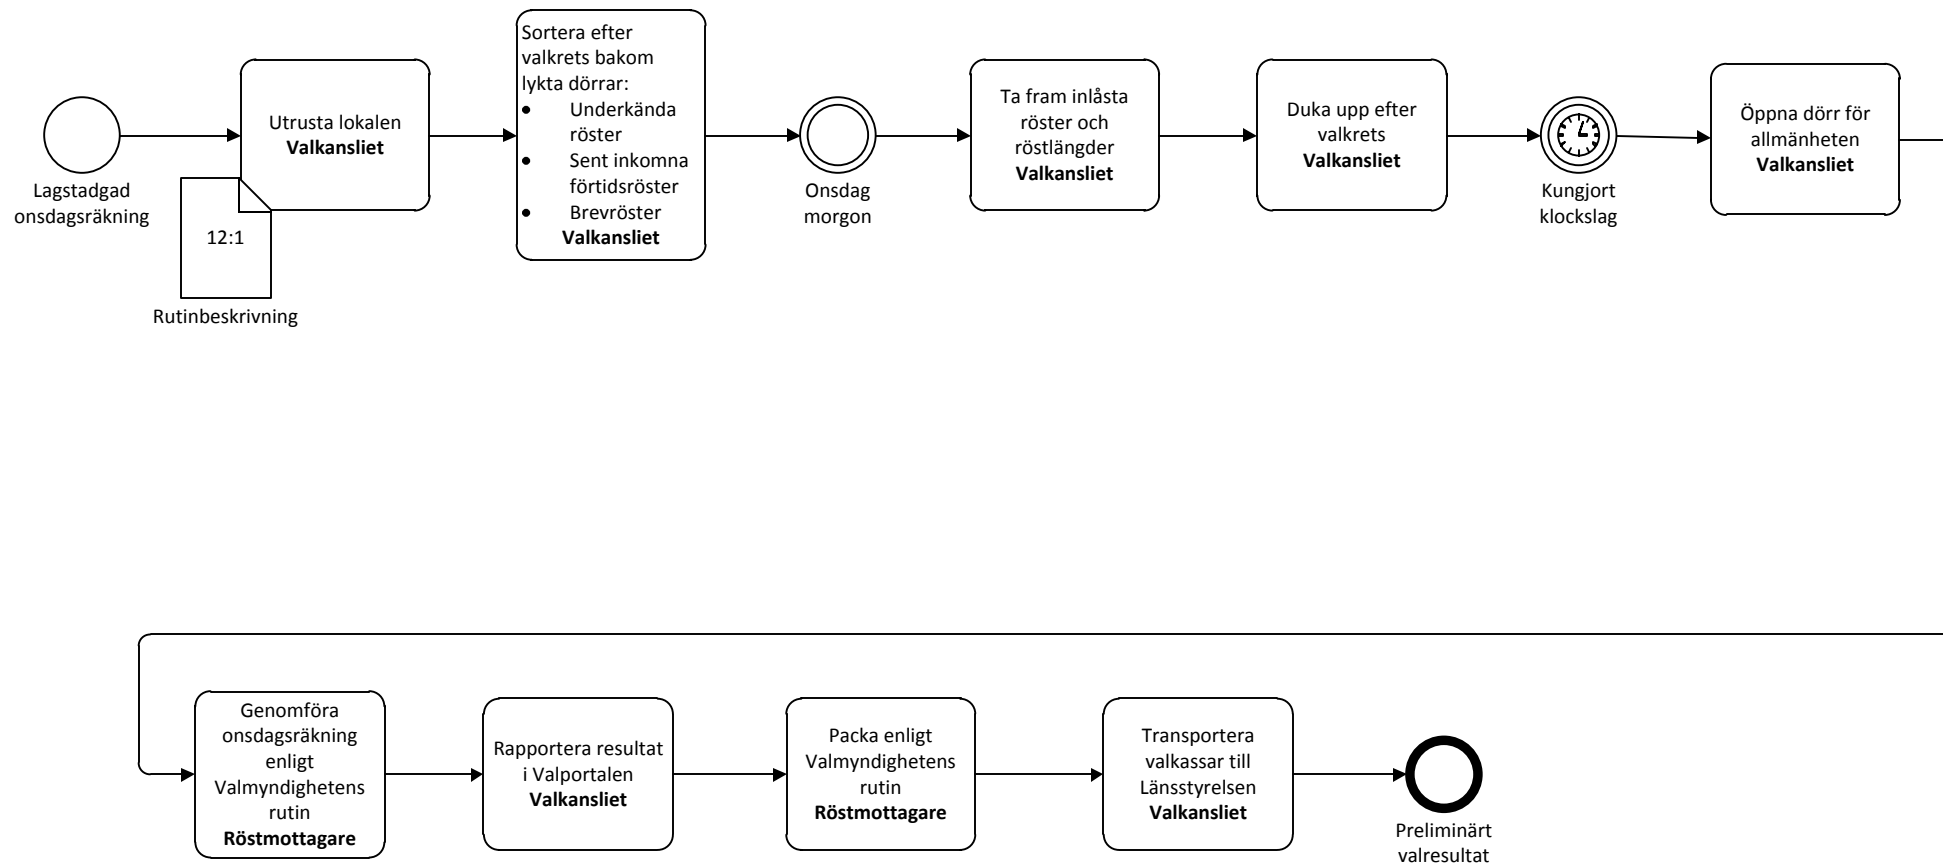 Lagstadgad
onsdagsräkning
Utrusta lokalen
Valkansliet
12:1
Rutinbeskrivning
Sortera efter
valkrets bakom
lykta dörrar:
• Underkända
röster
• Sent inkomna
förtidsröster
• Brevröster
Valkansliet
Onsdag
morgon
Ta fram inlåsta
röster och
röstlängder
Valkansliet
Duka upp efter
valkrets
Valkansliet
Kungjort
klockslag
Öppna dörr för
allmänheten
Valkansliet
Genomföra
onsdagsräkning
enligt
Valmyndighetens
rutin
Röstmottagare
Rapportera resultat
i Valportalen
Valkansliet
Packa enligt
Valmyndighetens
rutin
Röstmottagare
Transportera
valkassar till
Länsstyrelsen
Valkansliet
Preliminärt
valresultat